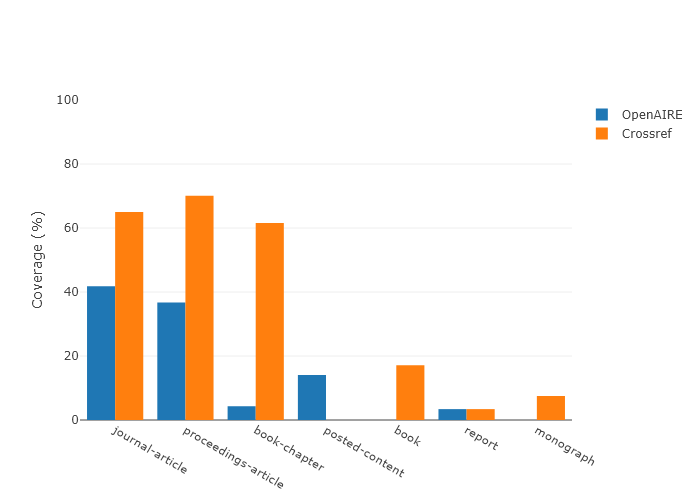 100
80
60
40
20
0
Coverage (%)
journal-article
proceedings-article
book-chapter
posted-content
book
report
monograph
OpenAIRE
Crossref